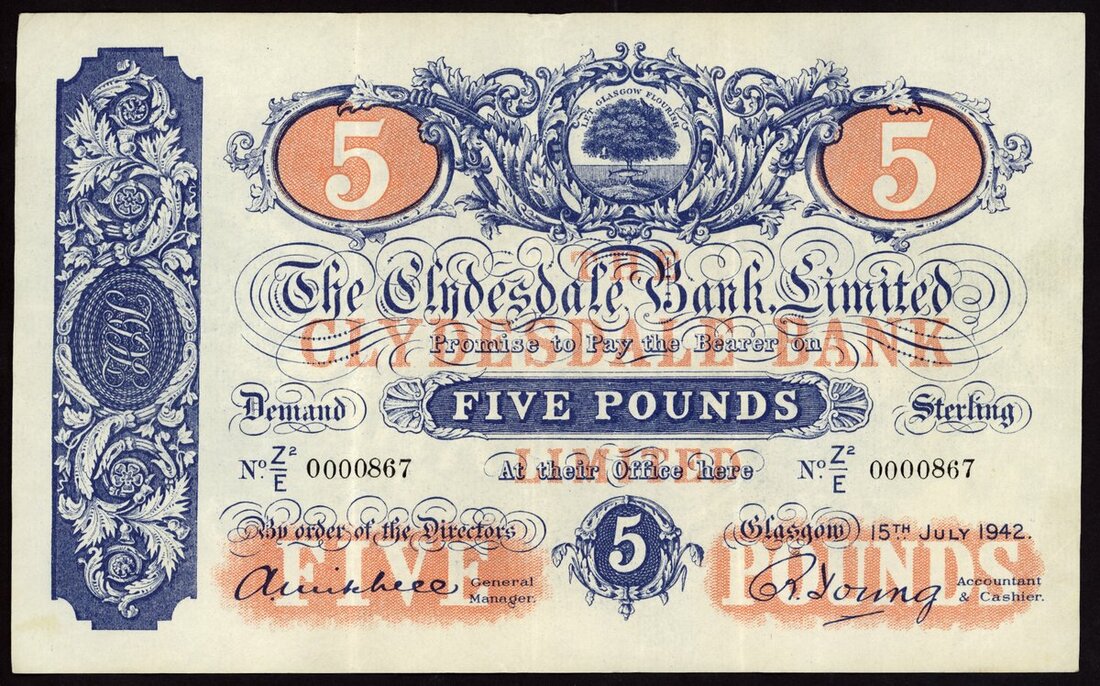 5
LET GLASGOW FLOURISH
5
The Clydesdale Bank, Limited
THE
CLYDESDALE BANK
LIMITED
Promise to Pay the Bearer on
Demand FIVE POUNDS Sterling
No. Z2/E 0000867 At their Office here No. Z2/E 0000867
By order of the Directors 5 Glasgow 15TH JULY 1942.
FIVE POUNDS
A. Mitchell General Manager.
R. Young Accountant & Cashier.